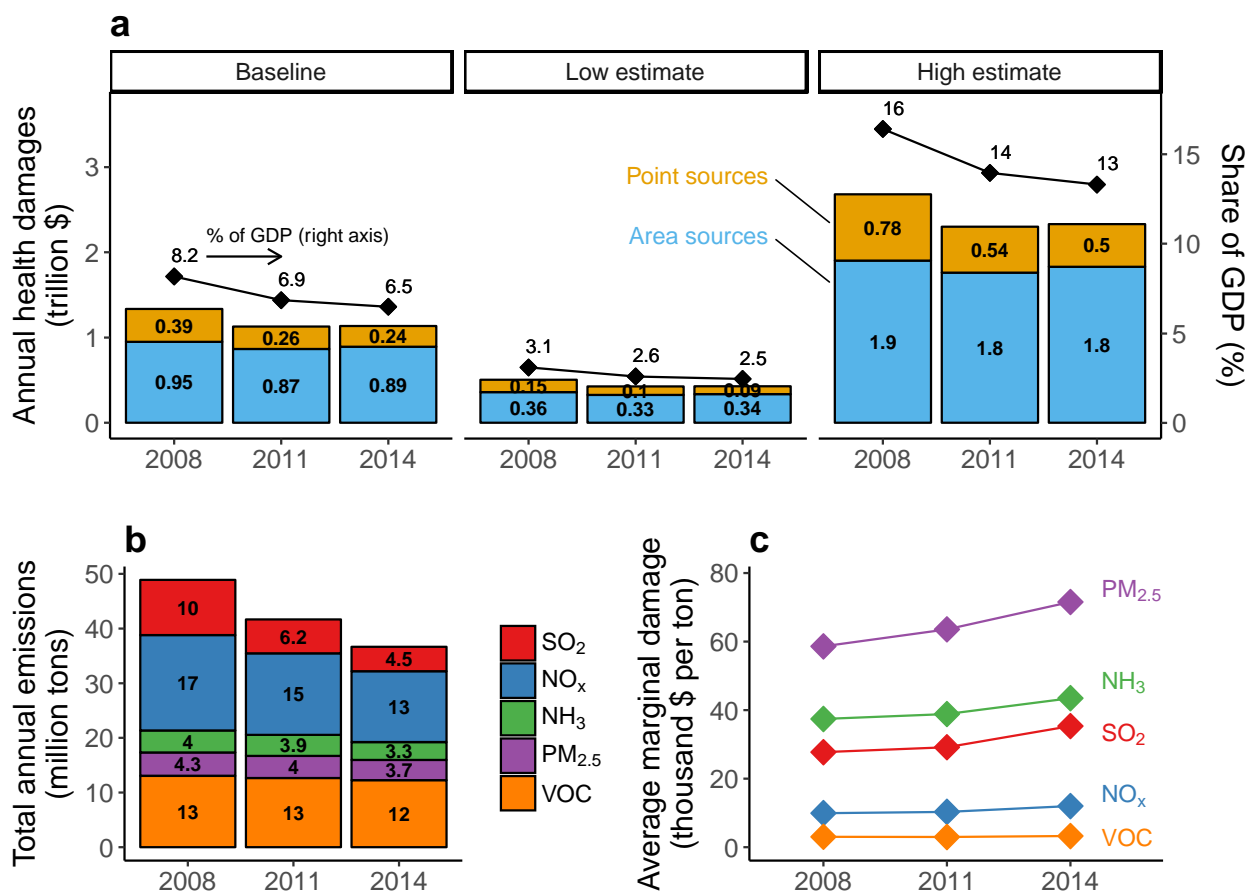 a
Baseline
Low estimate
High estimate
Annual health damages
(trillion $)
3
2
1
0
% of GDP (right axis)
8.2
6.9
6.5
0.39
0.26
0.24
0.95
0.87
0.89
2008
2011
2014
3.1
2.6
2.5
0.15
0.1
0.09
0.36
0.33
0.34
2008
2011
2014
Point sources
Area sources
16
14
13
0.78
0.54
0.5
1.9
1.8
1.8
2008
2011
2014
15
10
5
0
Share of GDP (%)
b
Total annual emissions
(million tons)
50
40
30
20
10
0
10
6.2
4.5
17
15
13
4
3.9
3.3
4.3
4
3.7
13
13
12
2008
2011
2014
SO2
NOx
NH3
PM2.5
VOC
c
Average marginal damage
(thousand $ per ton)
80
60
40
20
0
PM2.5
NH3
SO2
NOx
VOC
2008
2011
2014